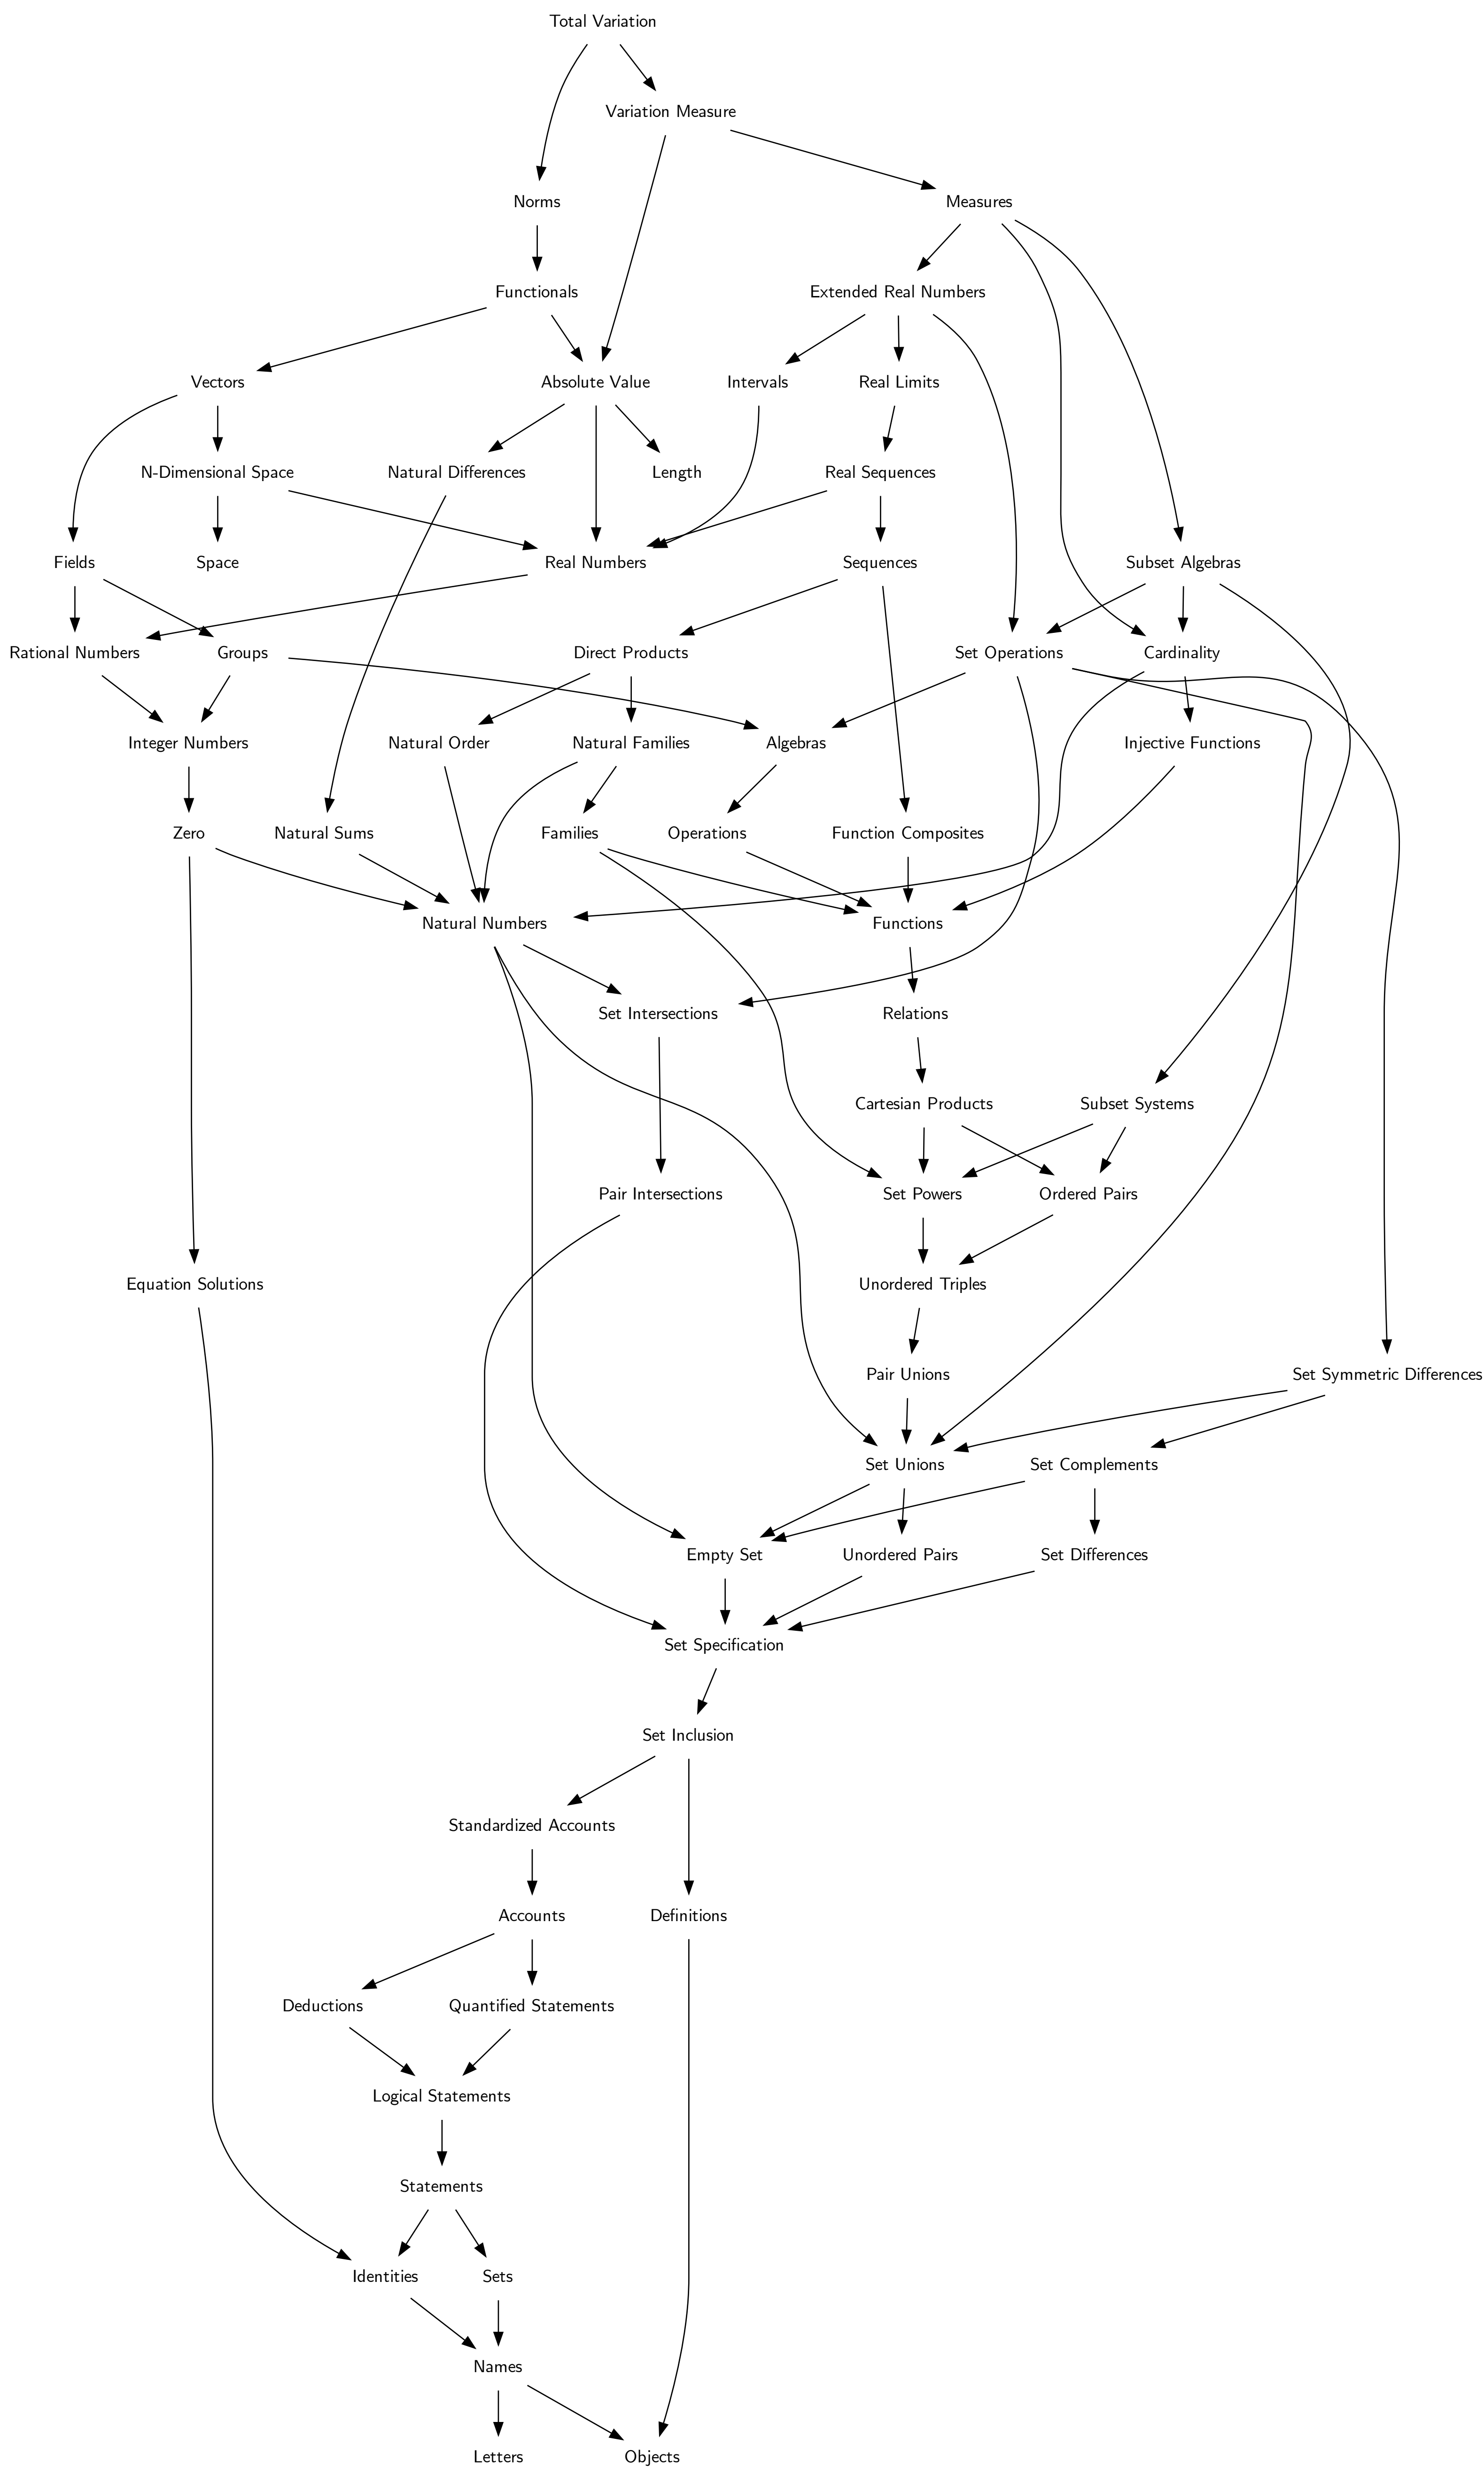 Total Variation
Variation Measure
Norms
Measures
Functionals
Extended Real Numbers
Vectors
Absolute Value
Intervals
Real Limits
N-Dimensional Space
Natural Differences
Length
Real Sequences
Fields
Space
Real Numbers
Sequences
Subset Algebras
Rational Numbers
Groups
Direct Products
Set Operations
Cardinality
Integer Numbers
Natural Order
Natural Families
Algebras
Injective Functions
Zero
Natural Sums
Families
Operations
Function Composites
Natural Numbers
Functions
Set Intersections
Relations
Cartesian Products
Subset Systems
Pair Intersections
Set Powers
Ordered Pairs
Equation Solutions
Unordered Triples
Pair Unions
Set Symmetric Differences
Set Unions
Set Complements
Empty Set
Unordered Pairs
Set Differences
Set Specification
Set Inclusion
Standardized Accounts
Accounts
Definitions
Deductions
Quantified Statements
Logical Statements
Statements
Identities
Sets
Names
Letters
Objects